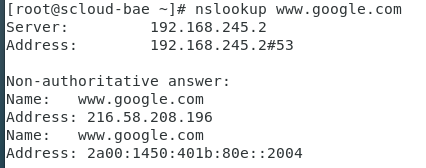 [root@scloud-bae ~]# nslookup www.google.com
Server:         192.168.245.2
Address:        192.168.245.2#53

Non-authoritative answer:
Name:   www.google.com
Address: 216.58.208.196
Name:   www.google.com
Address: 2a00:1450:401b:80e::2004